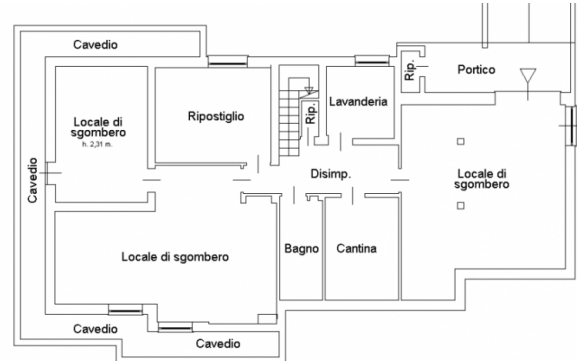 Cavedio
Rip.
Portico
Locale di
sgombero
h. 2,31 m.
Ripostiglio
Rip.
Lavanderia
Cavedio
Disimp.
Locale di
sgombero
Locale di sgombero
Bagno
Cantina
Cavedio
Cavedio